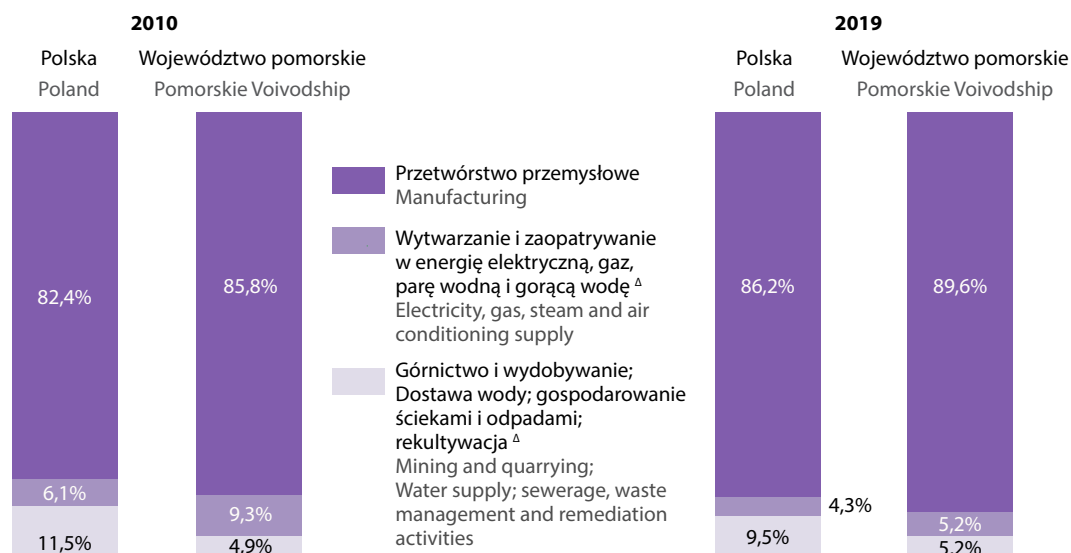 2010
Polska
Poland
Województwo pomorskie
Pomorskie Voivodship
82,4%
6,1%
11,5%
85,8%
9,3%
4,9%
Przetwórstwo przemysłowe
Manufacturing
Wytwarzanie i zaopatrywanie
w energię elektryczną, gaz,
parę wodną i gorącą wodę Δ
Electricity, gas, steam and air
conditioning supply
Górnictwo i wydobywanie;
Dostawa wody; gospodarowanie
ściekami i odpadami;
rekultywacja Δ
Mining and quarrying;
Water supply; sewerage, waste
management and remediation
activities
2019
Polska
Poland
Województwo pomorskie
Pomorskie Voivodship
86,2%
4,3%
9,5%
89,6%
5,2%
5,2%